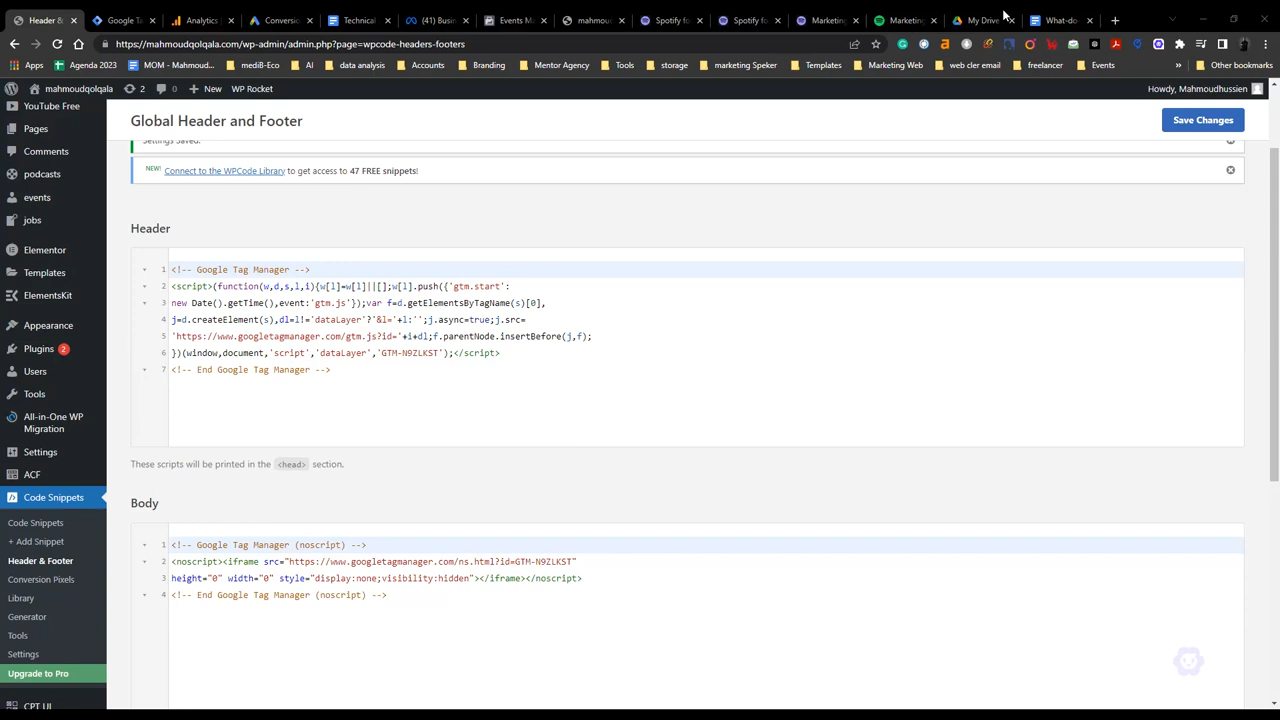 Header &
Google Ta
Analytics
Conversi
Technical
(41) Busin
Events M
mahmou
Spotify fo
Spotify fo
Marketing
Marketing
My Drive
What-do-
https://mahmoudqolqala.com/wp-admin/admin.php?page=wpcode-headers-footers
Apps
Agenda 2023
MOM - Mahmoud...
mediB-Eco
AI
data analysis
Accounts
Branding
Mentor Agency
Tools
storage
marketing Speker
Templates
Marketing Web
web cler email
freelancer
Events
»
Other bookmarks
mahmoudqolqala
2
0
+ New
WP Rocket
Howdy, Mahmoudhussien
YouTube Free
Pages
Comments
podcasts
events
jobs
Elementor
Templates
ElementsKit
Appearance
Plugins 2
Users
Tools
All-in-One WP
Migration
Settings
ACF
Code Snippets
Code Snippets
+ Add Snippet
Header & Footer
Conversion Pixels
Library
Generator
Tools
Settings
Upgrade to Pro
CPT UI
Global Header and Footer
Save Changes
Settings Saved.
NEW! Connect to the WPCode Library to get access to 47 FREE snippets!
Header
1 <!-- Google Tag Manager -->
2 <script>(function(w,d,s,l,i){w[l]=w[l]||[];w[l].push({'gtm.start':
3 new Date().getTime(),event:'gtm.js'});var f=d.getElementsByTagName(s)[0],
4 j=d.createElement(s),dl=l!='dataLayer'?'&l='+l:'';j.async=true;j.src=
5 'https://www.googletagmanager.com/gtm.js?id='+i+dl;f.parentNode.insertBefore(j,f);
6 })(window,document,'script','dataLayer','GTM-N9ZLKST');</script>
7 <!-- End Google Tag Manager -->
These scripts will be printed in the <head> section.
Body
1 <!-- Google Tag Manager (noscript) -->
2 <noscript><iframe src="https://www.googletagmanager.com/ns.html?id=GTM-N9ZLKST"
3 height="0" width="0" style="display:none;visibility:hidden"></iframe></noscript>
4 <!-- End Google Tag Manager (noscript) -->